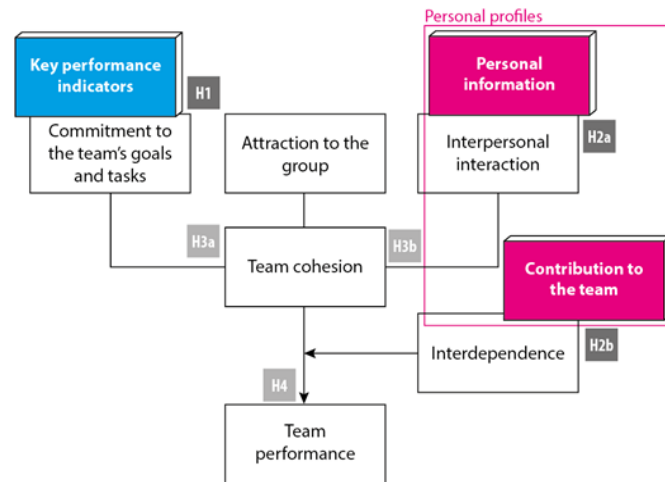 Personal profiles
Key performance
indicators
Personal
information
H1
Commitment to
the team's goals
and tasks
Attraction to the
group
Interpersonal
interaction
H2a
H3a
Team cohesion
H3b
Contribution to
the team
Interdependence
H2b
H4
Team
performance